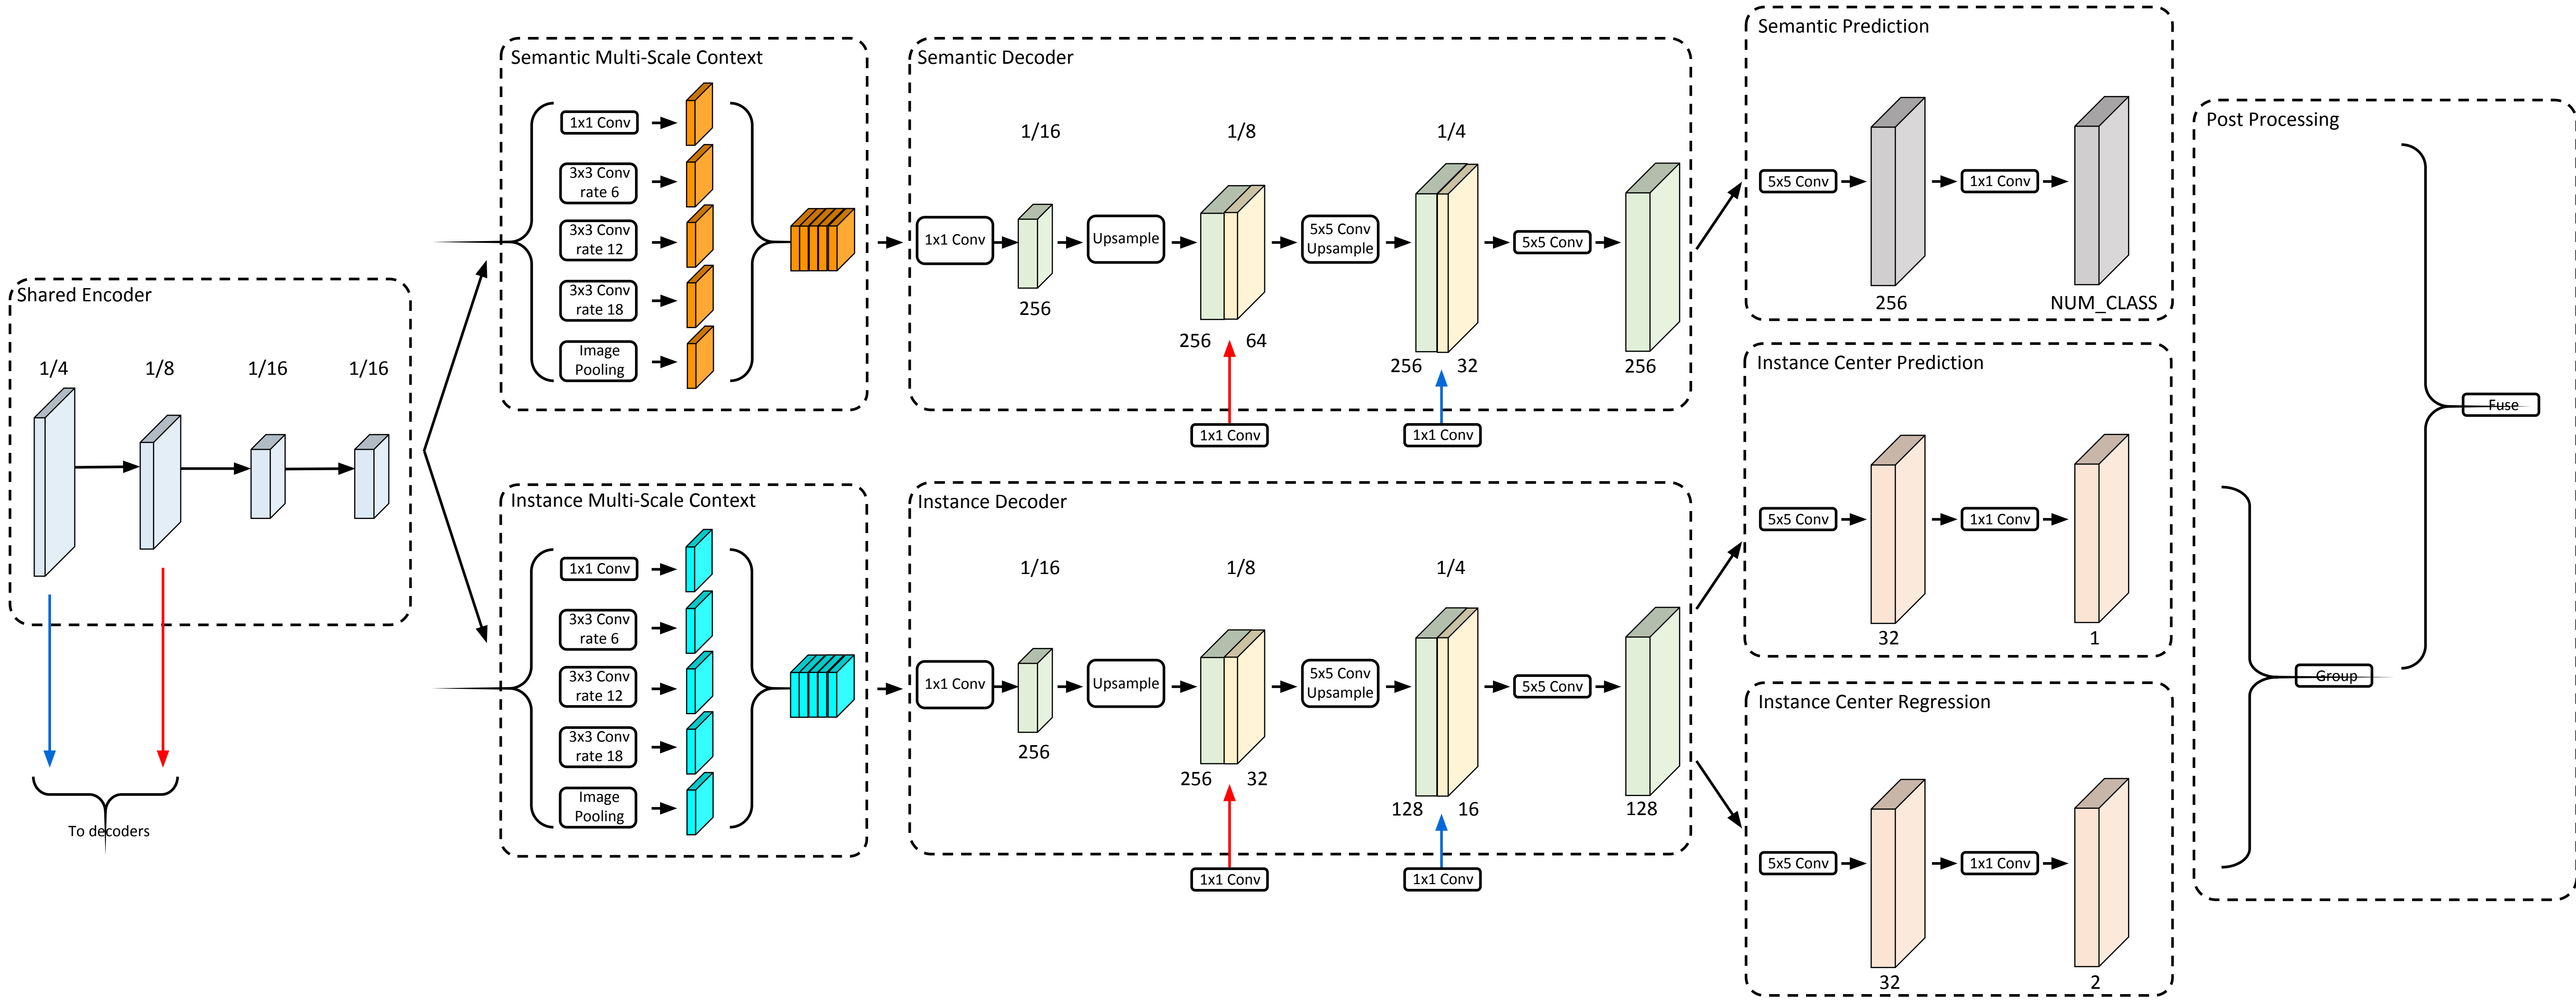 Shared Encoder
1/4
1/8
1/16
1/16
To decoders
Semantic Multi-Scale Context
1x1 Conv
3x3 Conv
rate 6
3x3 Conv
rate 12
3x3 Conv
rate 18
Image
Pooling
Semantic Decoder
1/16
1/8
1/4
1x1 Conv
Upsample
5x5 Conv
Upsample
5x5 Conv
256
256
64
256
32
256
1x1 Conv
1x1 Conv
Instance Multi-Scale Context
1x1 Conv
3x3 Conv
rate 6
3x3 Conv
rate 12
3x3 Conv
rate 18
Image
Pooling
Instance Decoder
1/16
1/8
1/4
1x1 Conv
Upsample
5x5 Conv
Upsample
5x5 Conv
256
256
32
128
16
128
1x1 Conv
1x1 Conv
Semantic Prediction
5x5 Conv
1x1 Conv
256
NUM_CLASS
Instance Center Prediction
5x5 Conv
1x1 Conv
32
1
Instance Center Regression
5x5 Conv
1x1 Conv
32
2
Post Processing
Fuse
Group